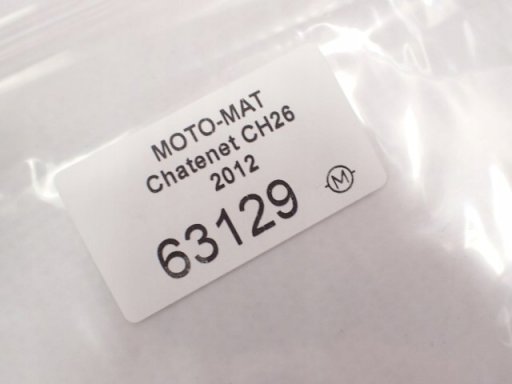 MOTO-MAT
Chatenet CH26
2012
63129
M